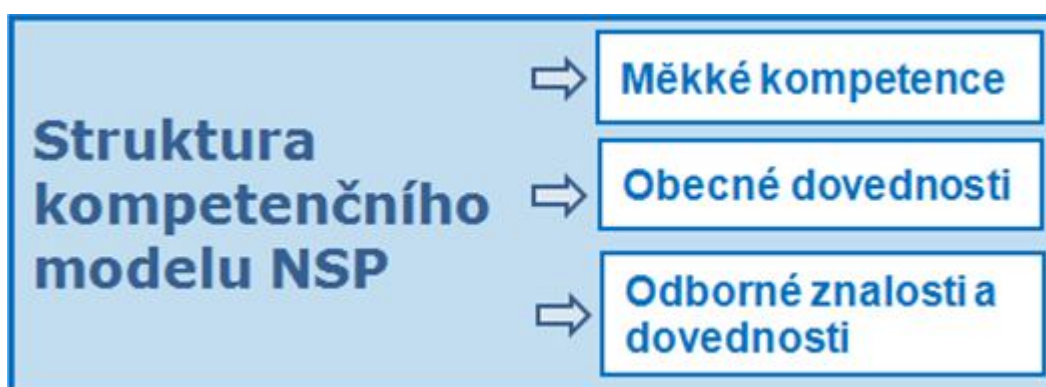 Struktura
kompetenčního
modelu NSP
Měkké kompetence
Obecné dovednosti
Odborné znalosti a
dovednosti